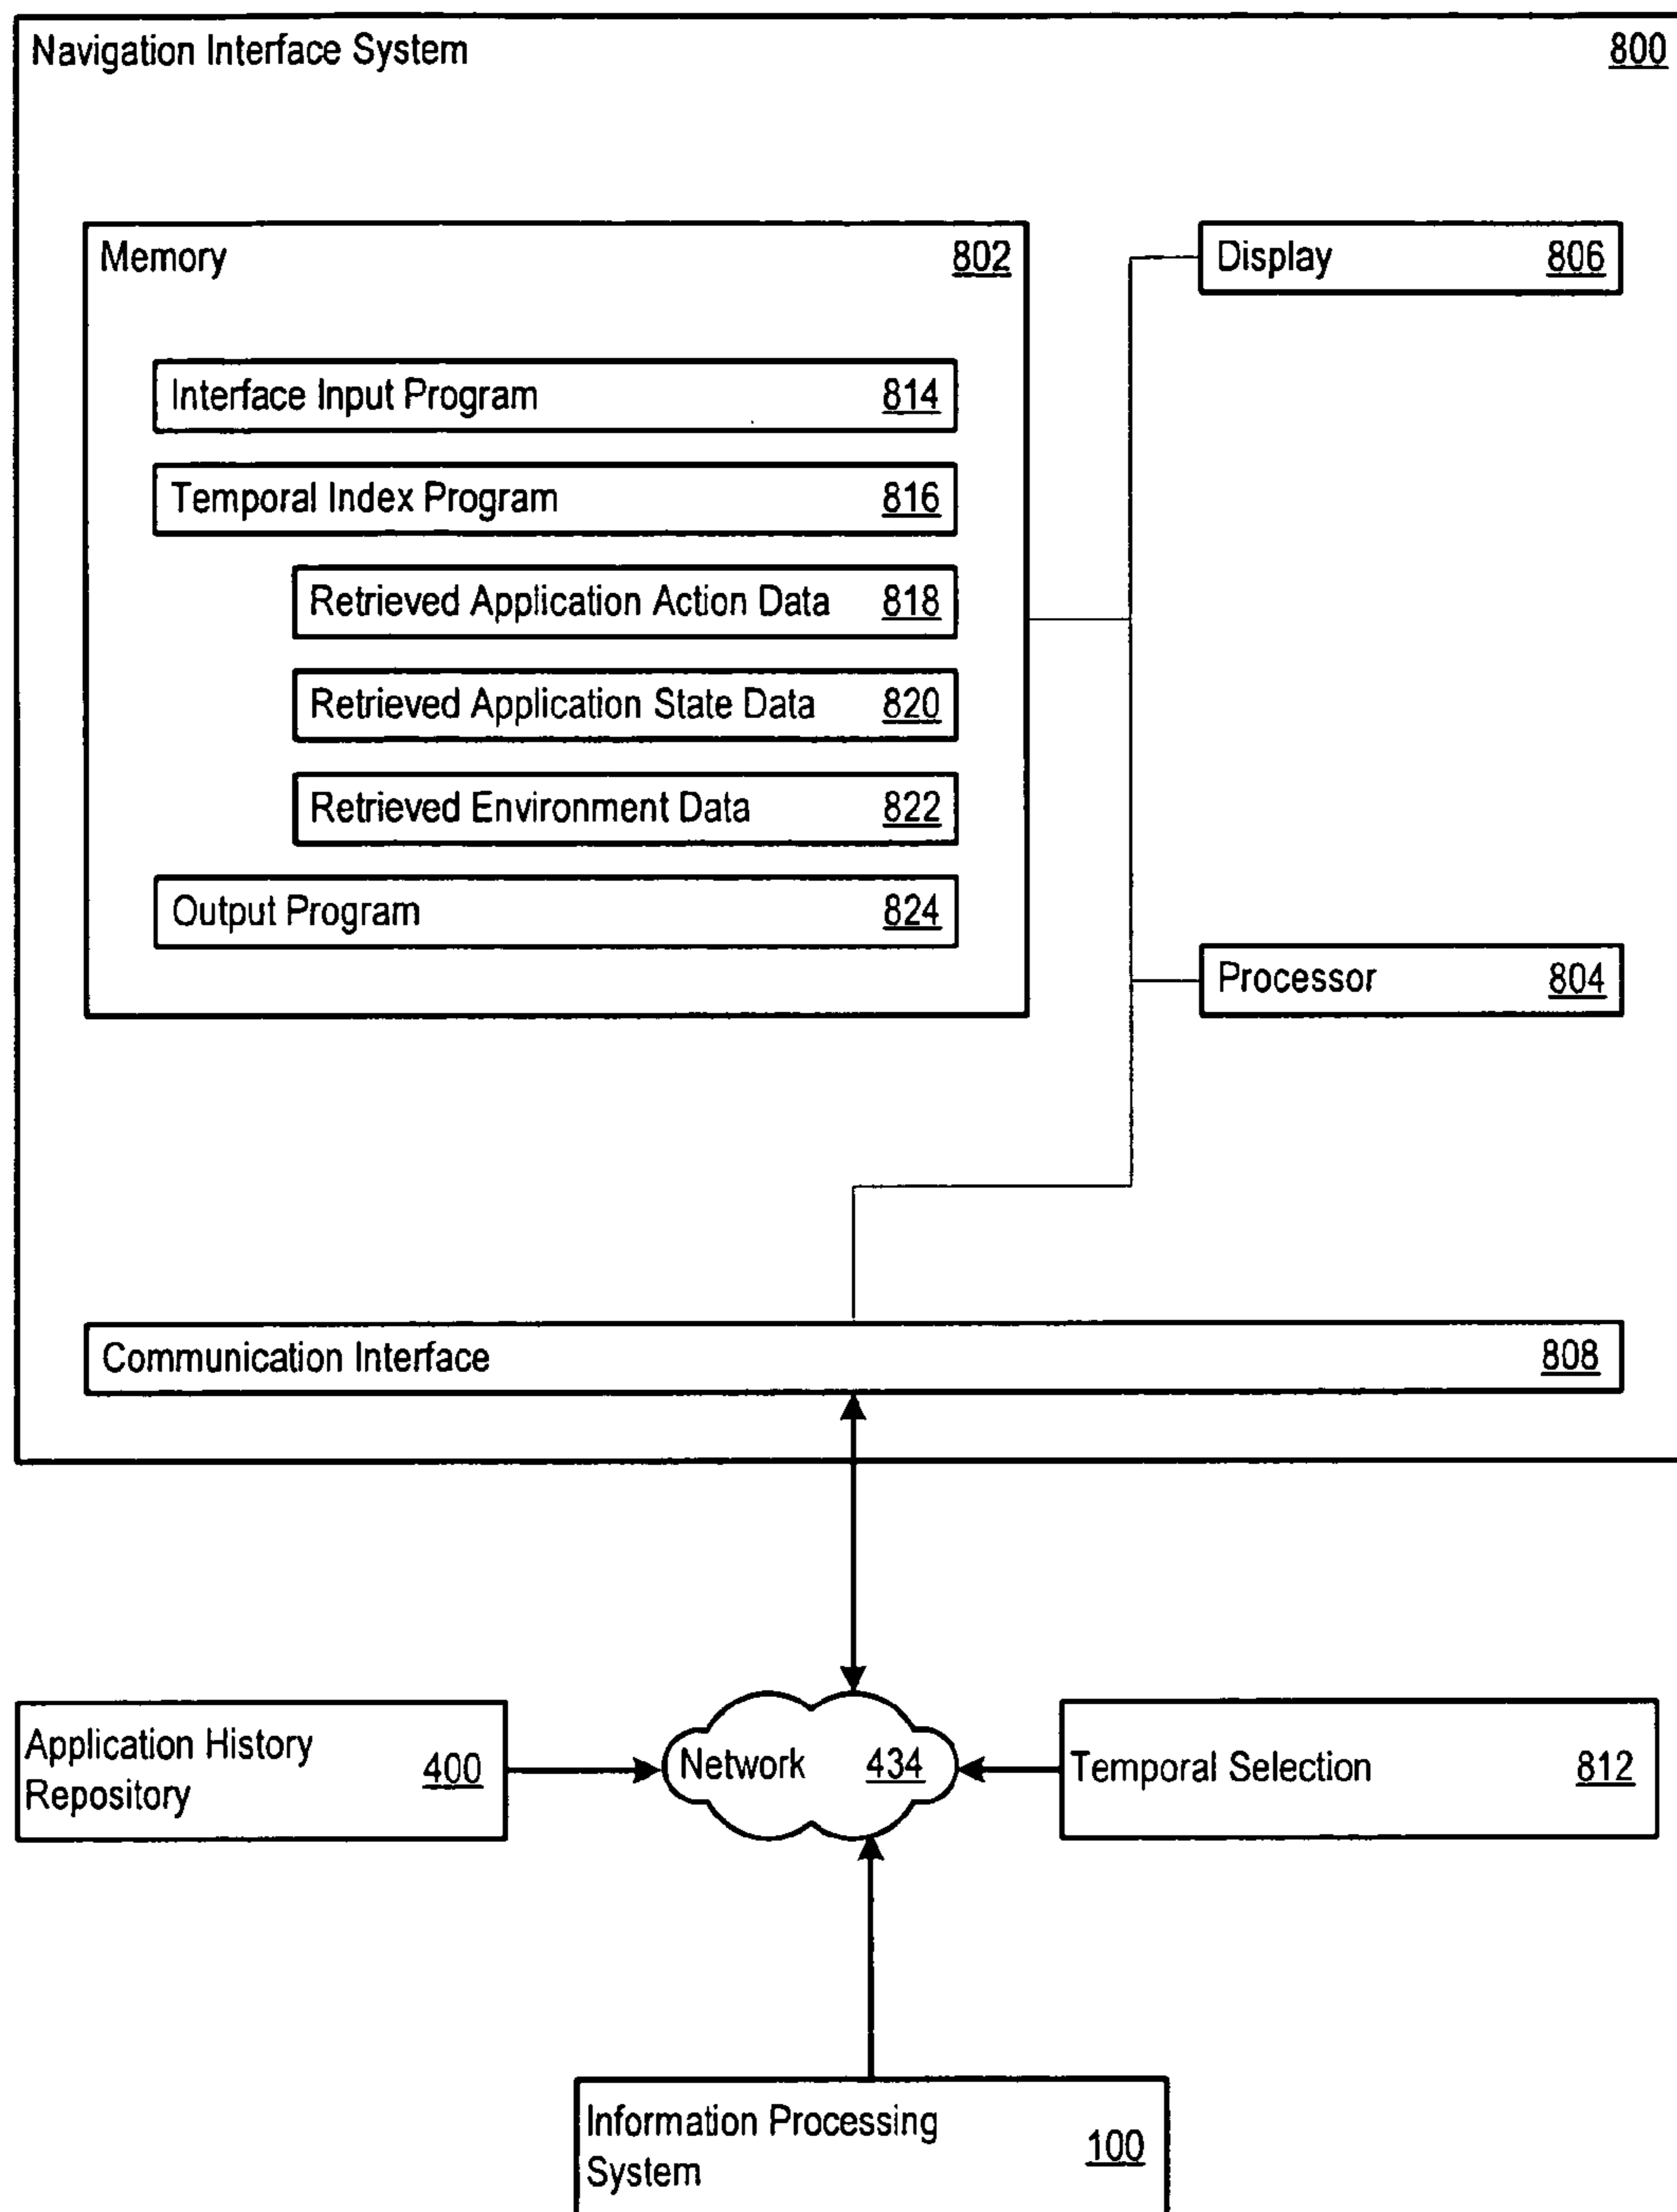 Navigation Interface System 800
Memory 802
Display 806
Interface Input Program 814
Temporal Index Program 816
Retrieved Application Action Data 818
Retrieved Application State Data 820
Retrieved Environment Data 822
Output Program 824
Processor 804
Communication Interface 808
Application History
Repository 400
Network 434
Temporal Selection 812
Information Processing
System 100